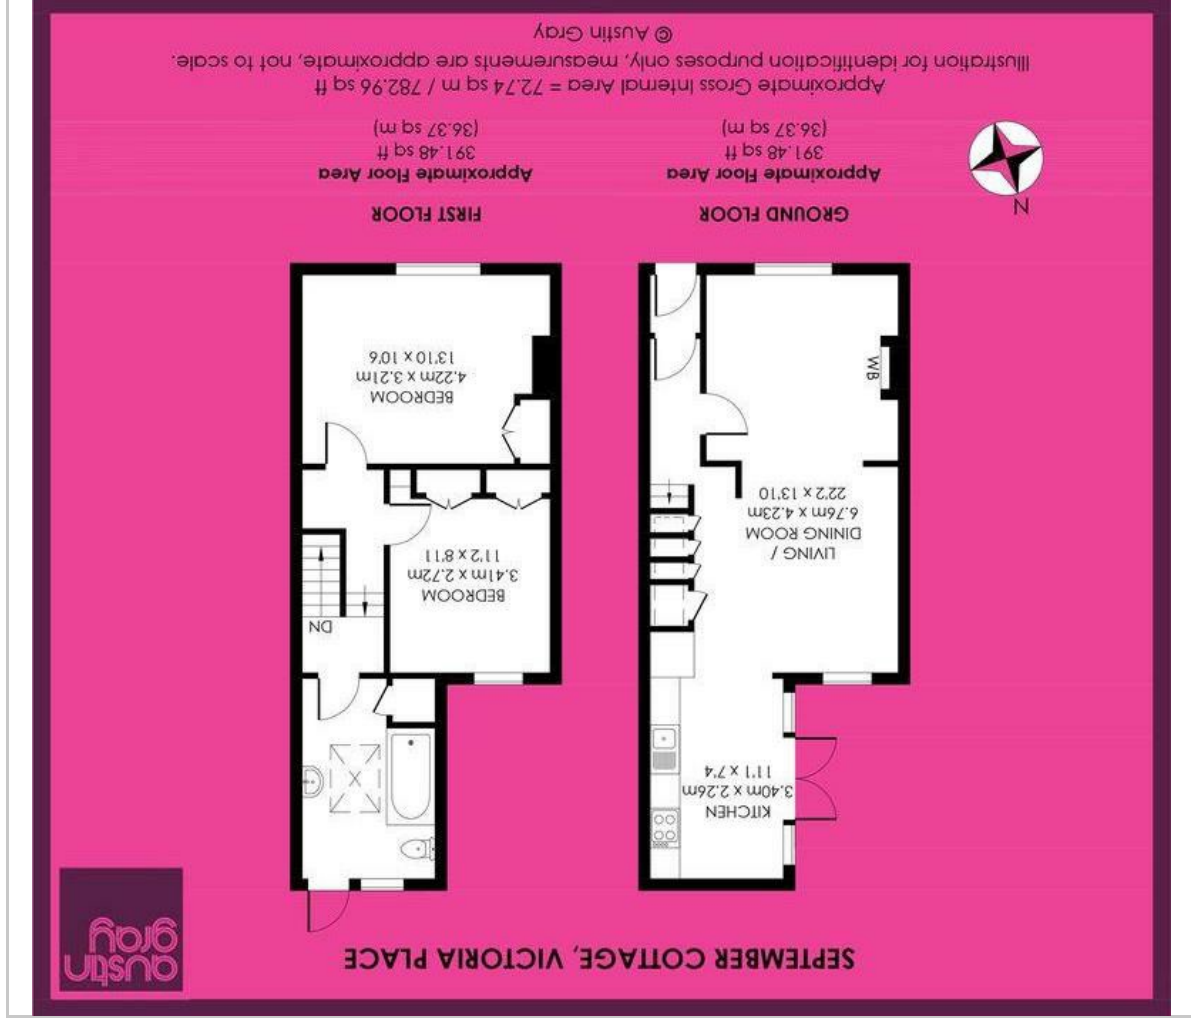 SEPTEMBER COTTAGE, VICTORIA PLACE
austin
gray
KITCHEN
3.40m x 2.26m
11'1 x 7'4
LIVING /
DINING ROOM
6.76m x 4.23m
22'2 x 13'10
WB
DN
BEDROOM
3.41m x 2.72m
11'2 x 8'11
BEDROOM
4.22m x 3.21m
13'10 x 10'6
N
GROUND FLOOR
Approximate Floor Area
391.48 sq ft
(36.37 sq m)
FIRST FLOOR
Approximate Floor Area
391.48 sq ft
(36.37 sq m)
Approximate Gross Internal Area = 72.74 sq m / 782.96 sq ft
Illustration for identification purposes only, measurements are approximate, not to scale.
© Austin Gray